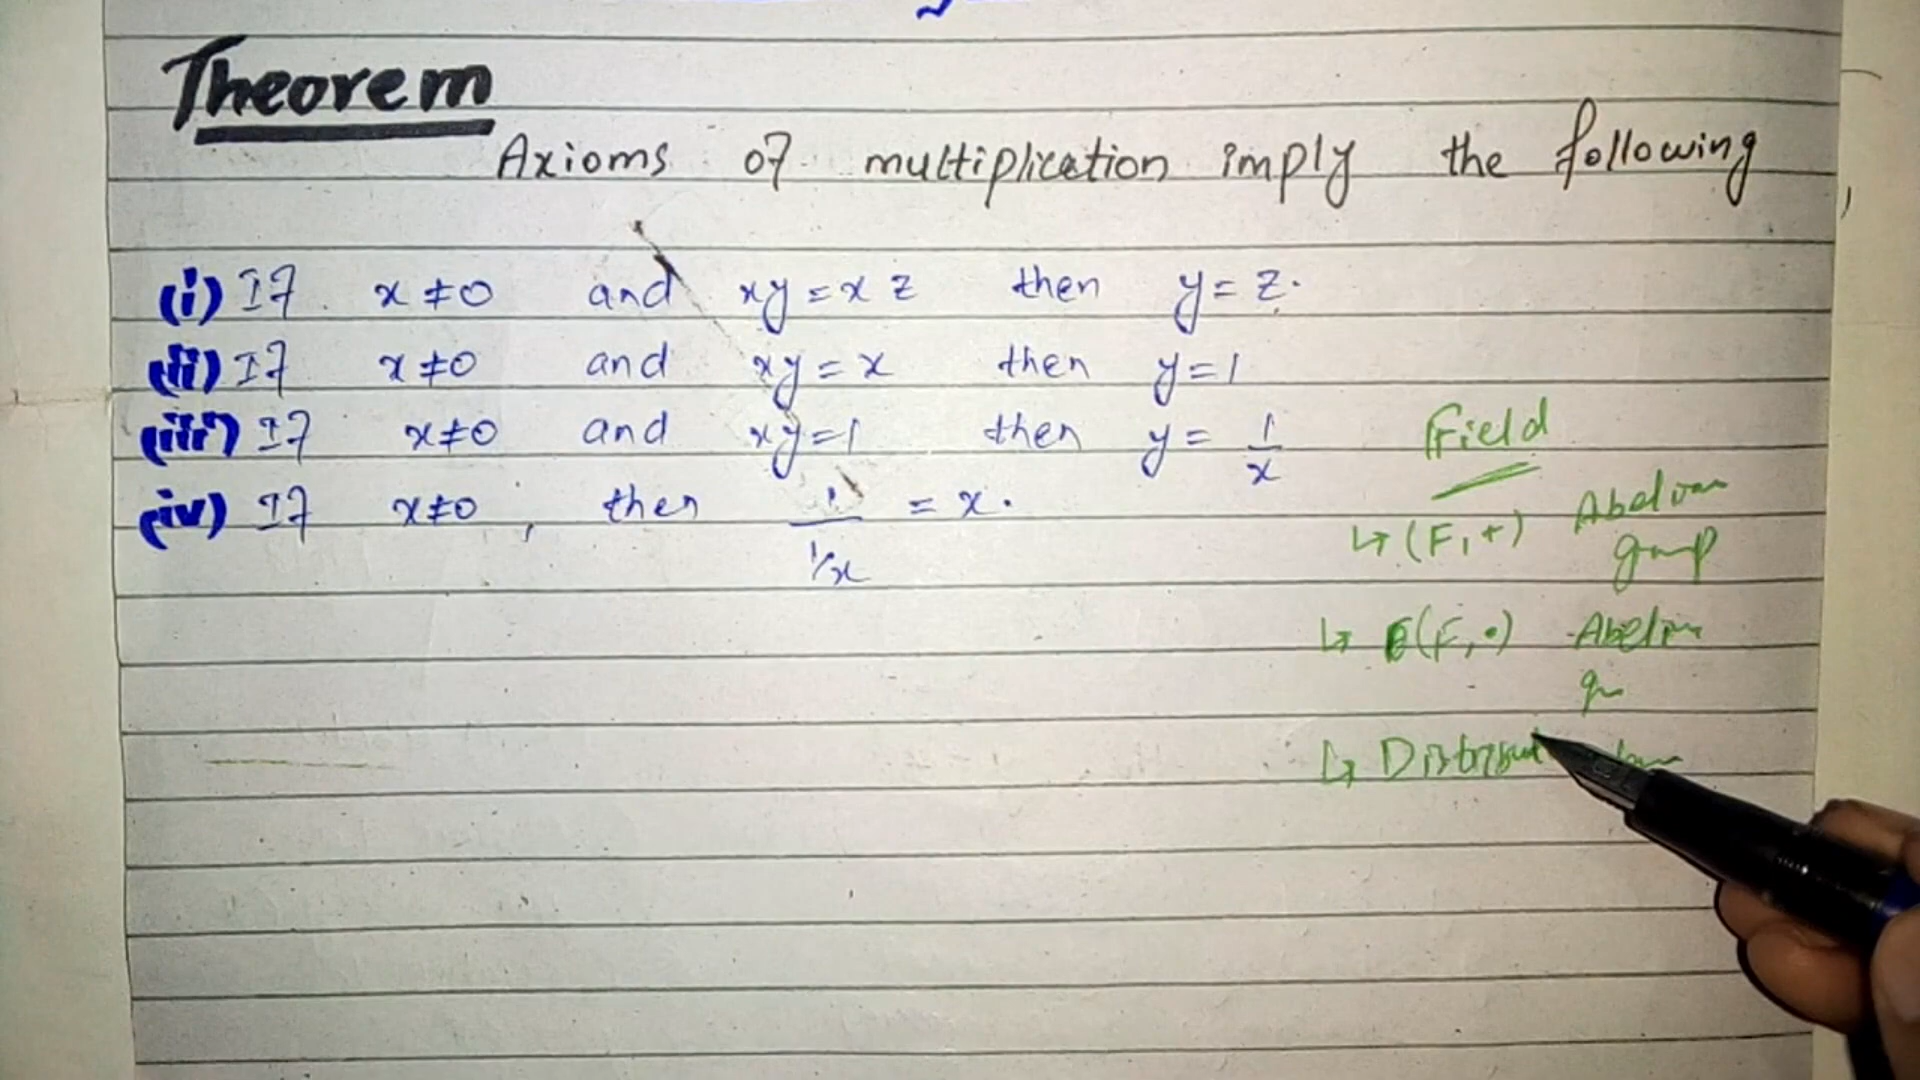 Theorem
Axioms of multiplication imply the following
(i) If x ≠ 0 and xy = x z then y = z.
(ii) If x ≠ 0 and xy = x then y = 1
(iii) If x ≠ 0 and xy = 1 then y = 1/x
(iv) If x ≠ 0, then 1/(1/x) = x.
Field
↳ (F, +) Abelian group
↳ (F, •) Abelian
↳